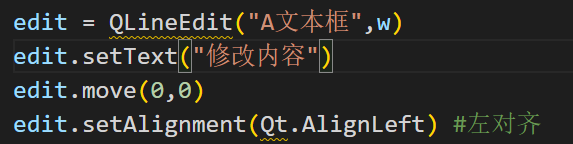 edit = QLineEdit("A文本框",w)
edit.setText("修改内容")
edit.move(0,0)
edit.setAlignment(Qt.AlignLeft) #左对齐